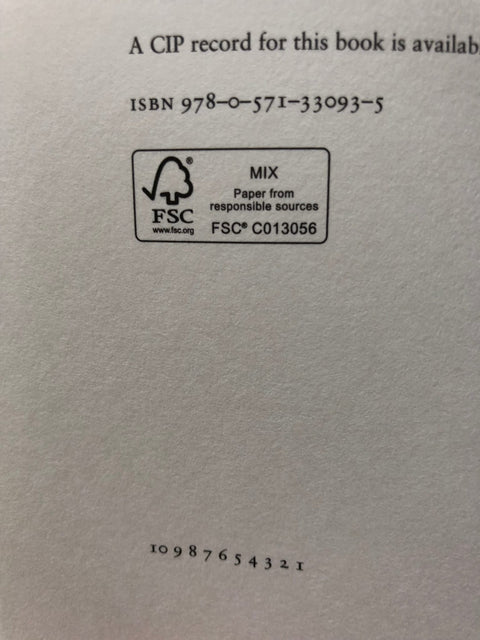 A CIP record for this book is availab
ISBN 978-0-571-33093-5
®
FSC
www.fsc.org
MIX
Paper from
responsible sources
FSC® C013056
10 9 8 7 6 5 4 3 2 1